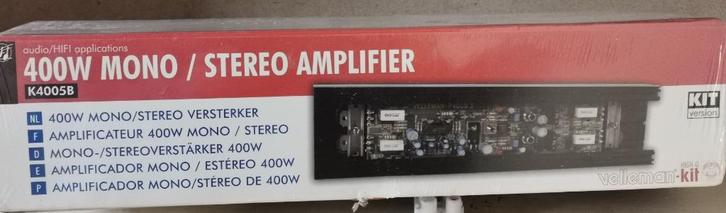 audio/HIFI applications
400W MONO / STEREO AMPLIFIER
K4005B
NL 400W MONO/STEREO VERSTERKER
F AMPLIFICATEUR 400W MONO / STEREO
D MONO-/STEREOVERSTÄRKER 400W
E AMPLIFICADOR MONO / ESTÉREO 400W
P AMPLIFICADOR MONO/STÉREO DE 400W
KIT
version
HIGH-Q
velleman-kit